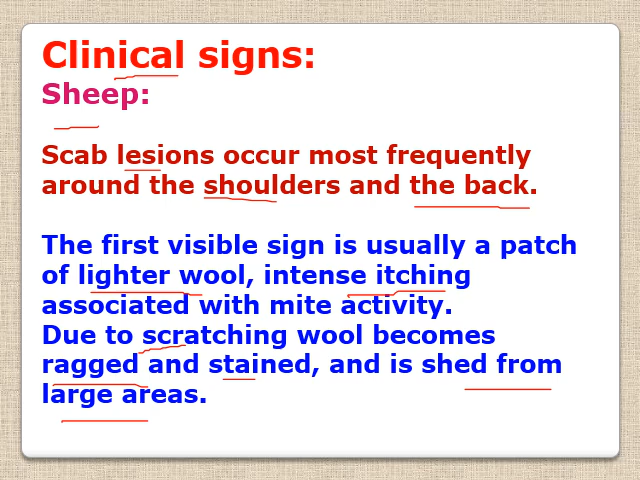 Clinical signs:
Sheep:
Scab lesions occur most frequently
around the shoulders and the back.
The first visible sign is usually a patch
of lighter wool, intense itching
associated with mite activity.
Due to scratching wool becomes
ragged and stained, and is shed from
large areas.